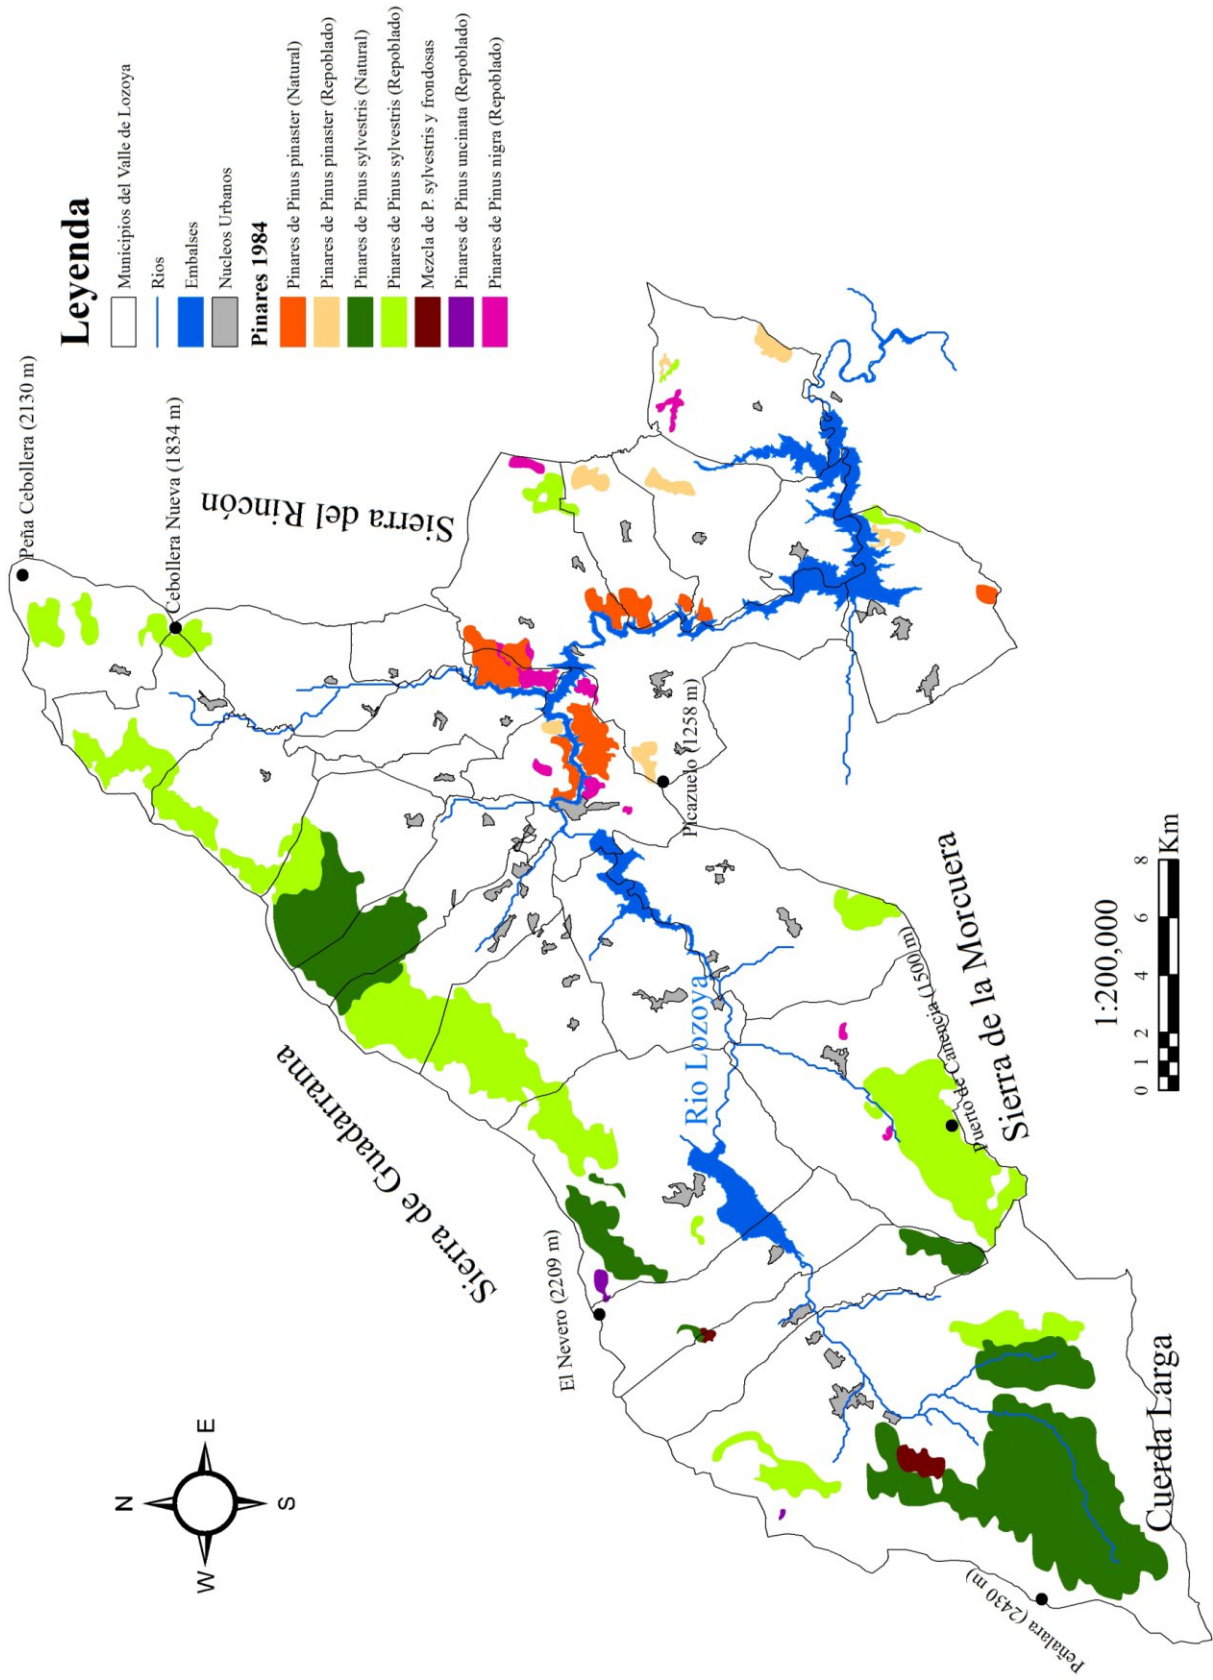 Leyenda
Municipios del Valle de Lozoya
Rios
Embalses
Nucleos Urbanos
Pinares 1984
Pinares de Pinus pinaster (Natural)
Pinares de Pinus pinaster (Repoblado)
Pinares de Pinus sylvestris (Natural)
Pinares de Pinus sylvestris (Repoblado)
Mezcla de P. sylvestris y frondosas
Pinares de Pinus uncinata (Repoblado)
Pinares de Pinus nigra (Repoblado)
Peña Cebollera (2130 m)
Cebollera Nueva (1834 m)
Sierra del Rincón
Sierra de Guadarrama
El Nevero (2209 m)
Picazuelo (1258 m)
Rio Lozoya
Puerto de Canencia (1500 m)
Sierra de la Morcuera
Cuerda Larga
Peñalara (2430 m)
N
W
E
S
1:200,000
0 1 2 4 6 8
Km